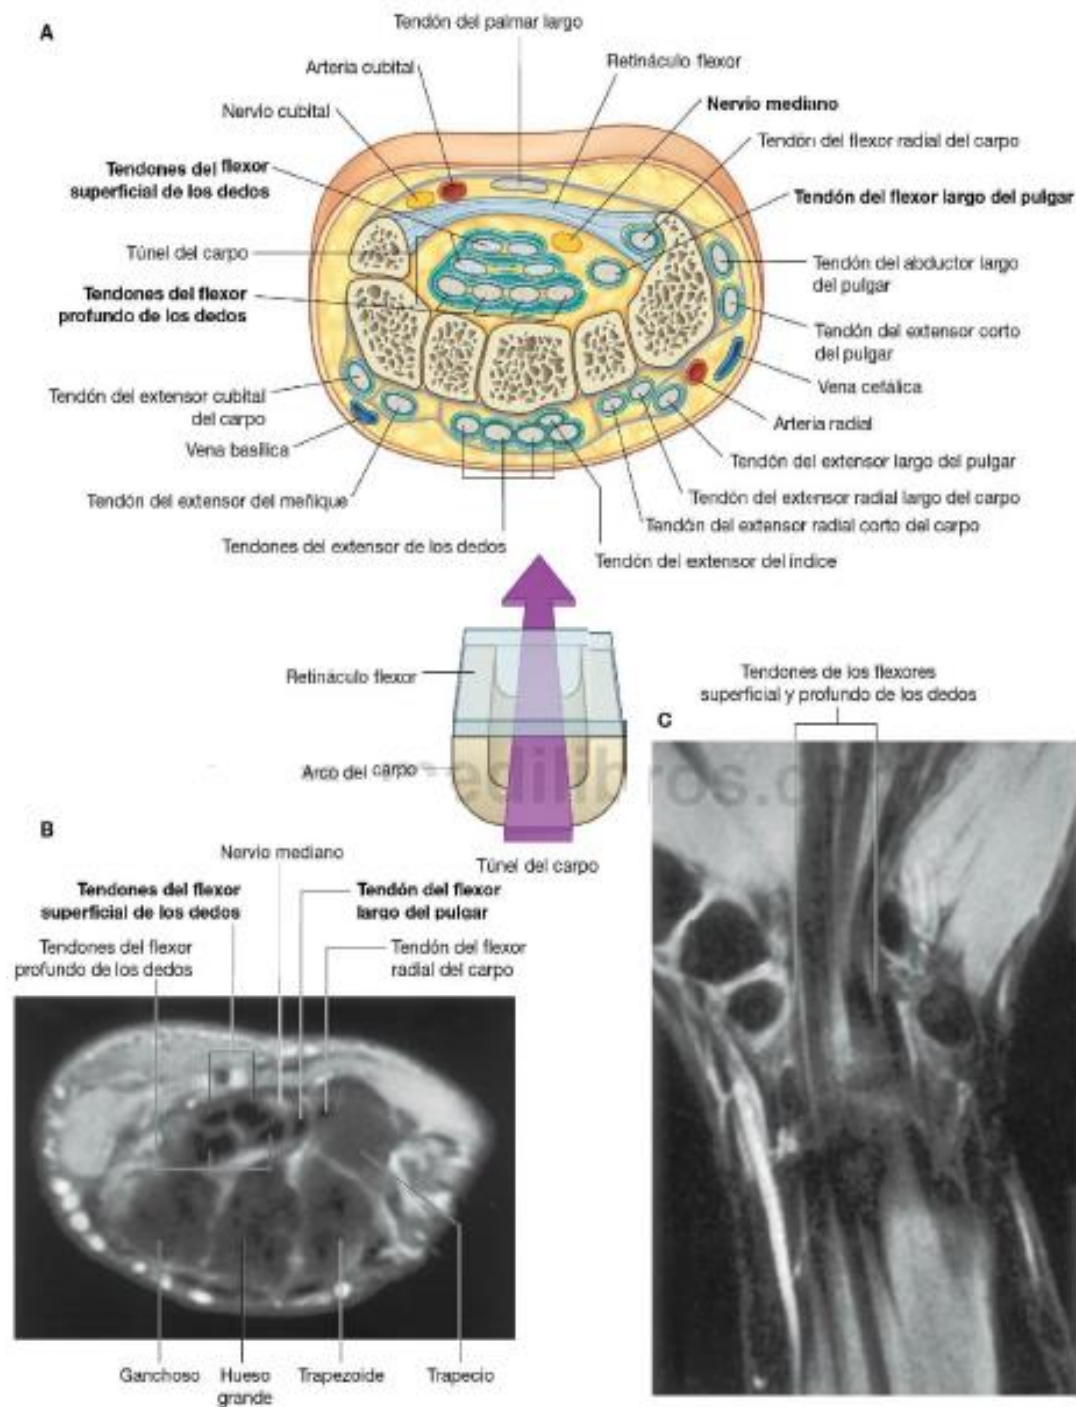 A
Tendón del palmar largo
Arteria cubital
Retináculo flexor
Nervio cubital
Nervio mediano
Tendón del flexor radial del carpo
Tendones del flexor
superficial de los dedos
Tendón del flexor largo del pulgar
Túnel del carpo
Tendón del abductor largo
del pulgar
Tendones del flexor
profundo de los dedos
Tendón del extensor corto
del pulgar
Vena cefálica
Tendón del extensor cubital
del carpo
Arteria radial
Vena basílica
Tendón del extensor largo del pulgar
Tendón del extensor del meñique
Tendón del extensor radial largo del carpo
Tendón del extensor radial corto del carpo
Tendones del extensor de los dedos
Tendón del extensor del índice
Retináculo flexor
Arco del carpo
Túnel del carpo
B
Nervio mediano
Tendones del flexor
superficial de los dedos
Tendón del flexor
largo del pulgar
Tendones del flexor
profundo de los dedos
Tendón del flexor
radial del carpo
Ganchoso
Hueso
grande
Trapezoide
Trapecio
C
Tendones de los flexores
superficial y profundo de los dedos